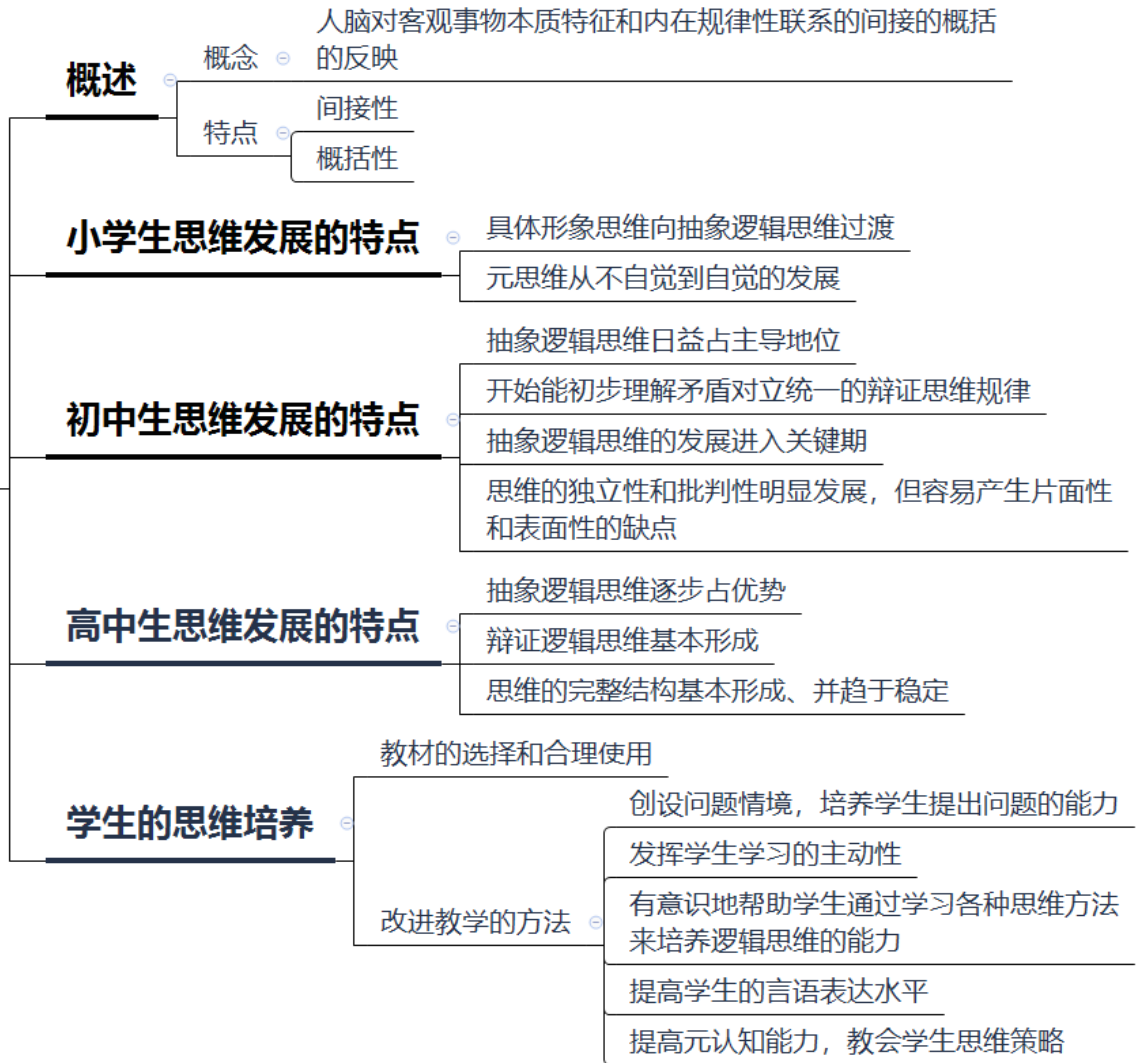 概述
概念
人脑对客观事物本质特征和内在规律性联系的间接的概括
的反映
特点
间接性
概括性
小学生思维发展的特点
具体形象思维向抽象逻辑思维过渡
元思维从不自觉到自觉的发展
初中生思维发展的特点
抽象逻辑思维日益占主导地位
开始能初步理解矛盾对立统一的辩证思维规律
抽象逻辑思维的发展进入关键期
思维的独立性和批判性明显发展，但容易产生片面性
和表面性的缺点
高中生思维发展的特点
抽象逻辑思维逐步占优势
辩证逻辑思维基本形成
思维的完整结构基本形成、并趋于稳定
学生的思维培养
教材的选择和合理使用
改进教学的方法
创设问题情境，培养学生提出问题的能力
发挥学生学习的主动性
有意识地帮助学生通过学习各种思维方法
来培养逻辑思维的能力
提高学生的言语表达水平
提高元认知能力，教会学生思维策略